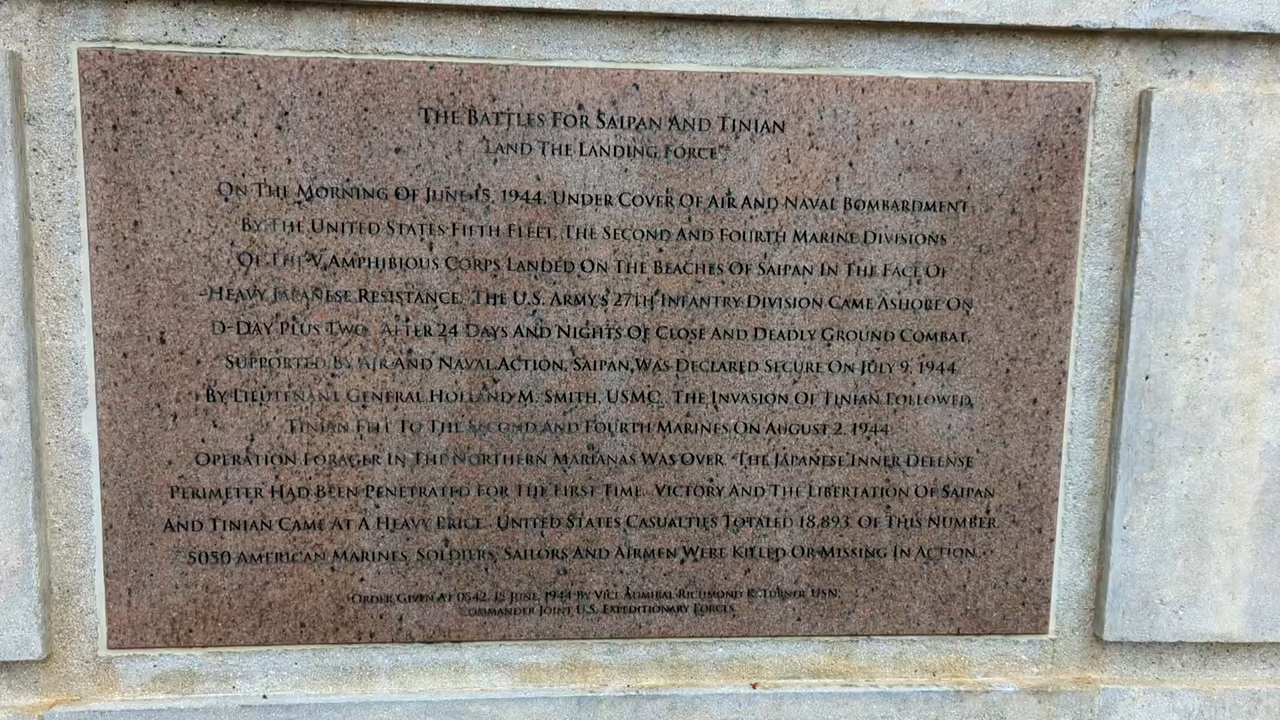 THE BATTLES FOR SAIPAN AND TINIAN
"LAND THE LANDING FORCE"*
ON THE MORNING OF JUNE 15, 1944, UNDER COVER OF AIR AND NAVAL BOMBARDMENT
BY THE UNITED STATES FIFTH FLEET, THE SECOND AND FOURTH MARINE DIVISIONS
OF THE V AMPHIBIOUS CORPS LANDED ON THE BEACHES OF SAIPAN IN THE FACE OF
HEAVY JAPANESE RESISTANCE. THE U.S. ARMY'S 27TH INFANTRY DIVISION CAME ASHORE ON
D-DAY PLUS TWO. AFTER 24 DAYS AND NIGHTS OF CLOSE AND DEADLY GROUND COMBAT,
SUPPORTED BY AIR AND NAVAL ACTION, SAIPAN WAS DECLARED SECURE ON JULY 9, 1944
BY LIEUTENANT GENERAL HOLLAND M. SMITH, USMC. THE INVASION OF TINIAN FOLLOWED.
TINIAN FELL TO THE SECOND AND FOURTH MARINES ON AUGUST 2, 1944.
OPERATION FORAGER IN THE NORTHERN MARIANAS WAS OVER. THE JAPANESE INNER DEFENSE
PERIMETER HAD BEEN PENETRATED FOR THE FIRST TIME. VICTORY AND THE LIBERATION OF SAIPAN
AND TINIAN CAME AT A HEAVY PRICE. UNITED STATES CASUALTIES TOTALED 18,893. OF THIS NUMBER,
5050 AMERICAN MARINES, SOLDIERS, SAILORS AND AIRMEN WERE KILLED OR MISSING IN ACTION.
*ORDER GIVEN AT 0542, 15 JUNE, 1944 BY VICE ADMIRAL RICHMOND K. TURNER USN,
COMMANDER JOINT U.S. EXPEDITIONARY FORCES.